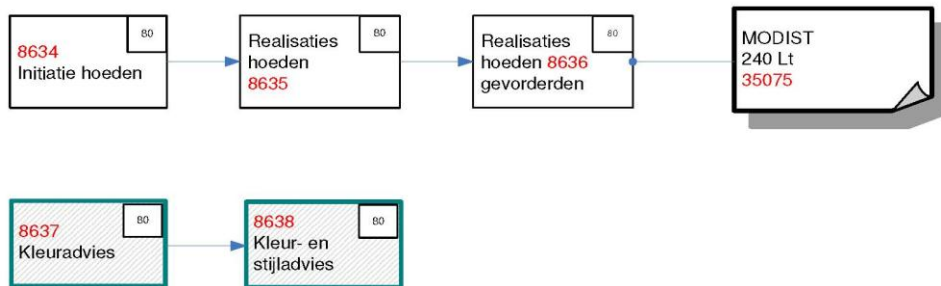 80
8634
Initiatie hoeden
80
Realisaties
hoeden
8635
80
Realisaties
hoeden 8636
gevorderden
MODIST
240 Lt
35075
80
8637
Kleuradvies
80
8638
Kleur- en
stijladvies